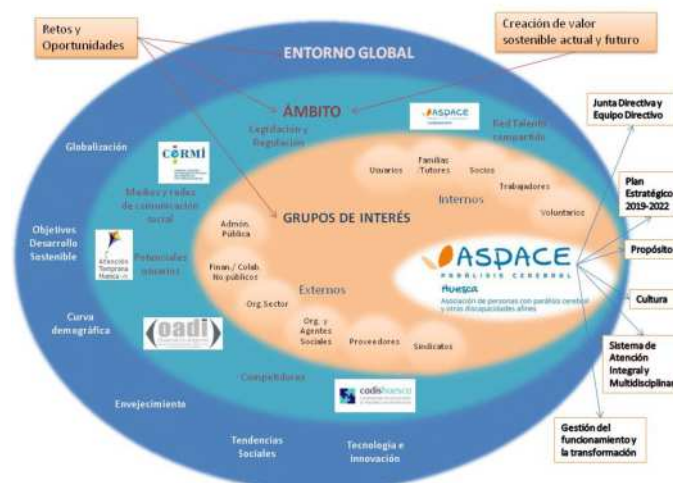 Retos y
Oportunidades
Creación de valor
sostenible actual y futuro
ENTORNO GLOBAL
ÁMBITO
Legislación y
Regulación
ASPACE
Red Talento
compartido
Junta Directiva y
Equipo Directivo
Globalización
CERMI
Medios y redes
de comunicación
social
Usuarios
Familias
/Tutores
Socios
Trabajadores
Internos
Voluntarios
Plan
Estratégico
2019-2022
GRUPOS DE INTERÉS
Objetivos
Desarrollo
Sostenible
Atención
Temprana
Huesca
Potenciales
usuarios
Admón.
Pública
Finan./ Colab.
No públicos
Propósito
ASPACE
PARÁLISIS CEREBRAL
Huesca
Asociación de personas con parálisis cerebral
y otras discapacidades afines
Externos
Org.Sector
Cultura
Curva
demográfica
oadi
Org. y
Agentes
Sociales
Proveedores
Sindicatos
Sistema de
Atención
Integral y
Multidisciplinar
Competidores
cadishuesca
Envejecimiento
Tendencias
Sociales
Tecnología e
innovación
Gestión del
funcionamiento y
la transformación